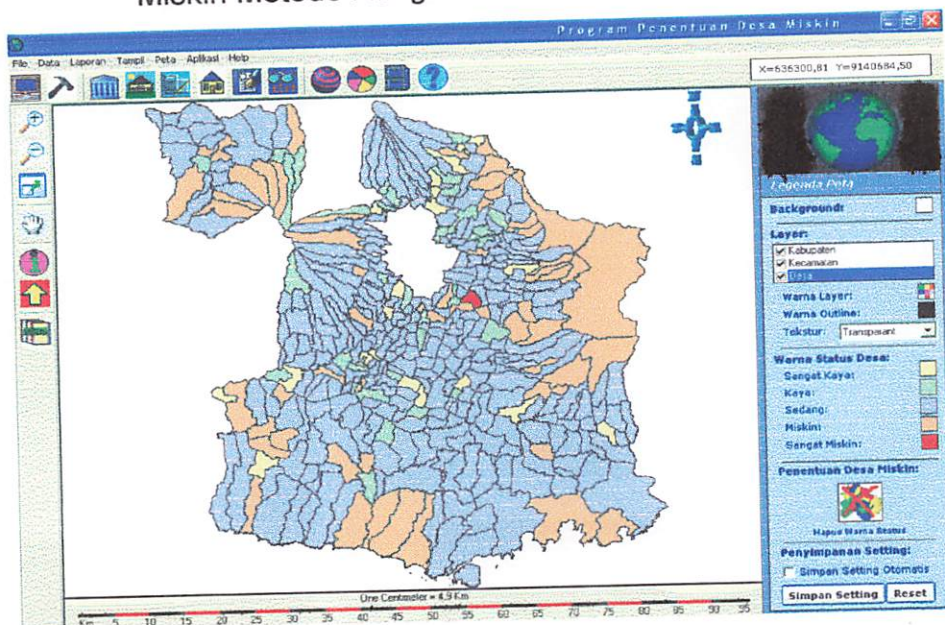 Program Penentuan Desa Miskin
File Data Laporan Tampil Peta Aplikasi Help
X=636300,81 Y=9140684,50
Legenda Peta
Background:
Layer:
Kabupaten
Kecamatan
Desa
Warna Layer:
Warna Outline:
Tekstur: Transparant
Warna Status Desa:
Sangat Kaya:
Kaya:
Sedang:
Miskin:
Sangat Miskin:
Penentuan Desa Miskin:
Hapus Warna Status
Penyimpanan Setting:
Simpan Setting Otomatis
Simpan Setting Reset
One Centimeter = 4,9 Km
Km 5 10 15 20 25 30 35 40 45 50 55 60 65 70 75 80 85 90 95